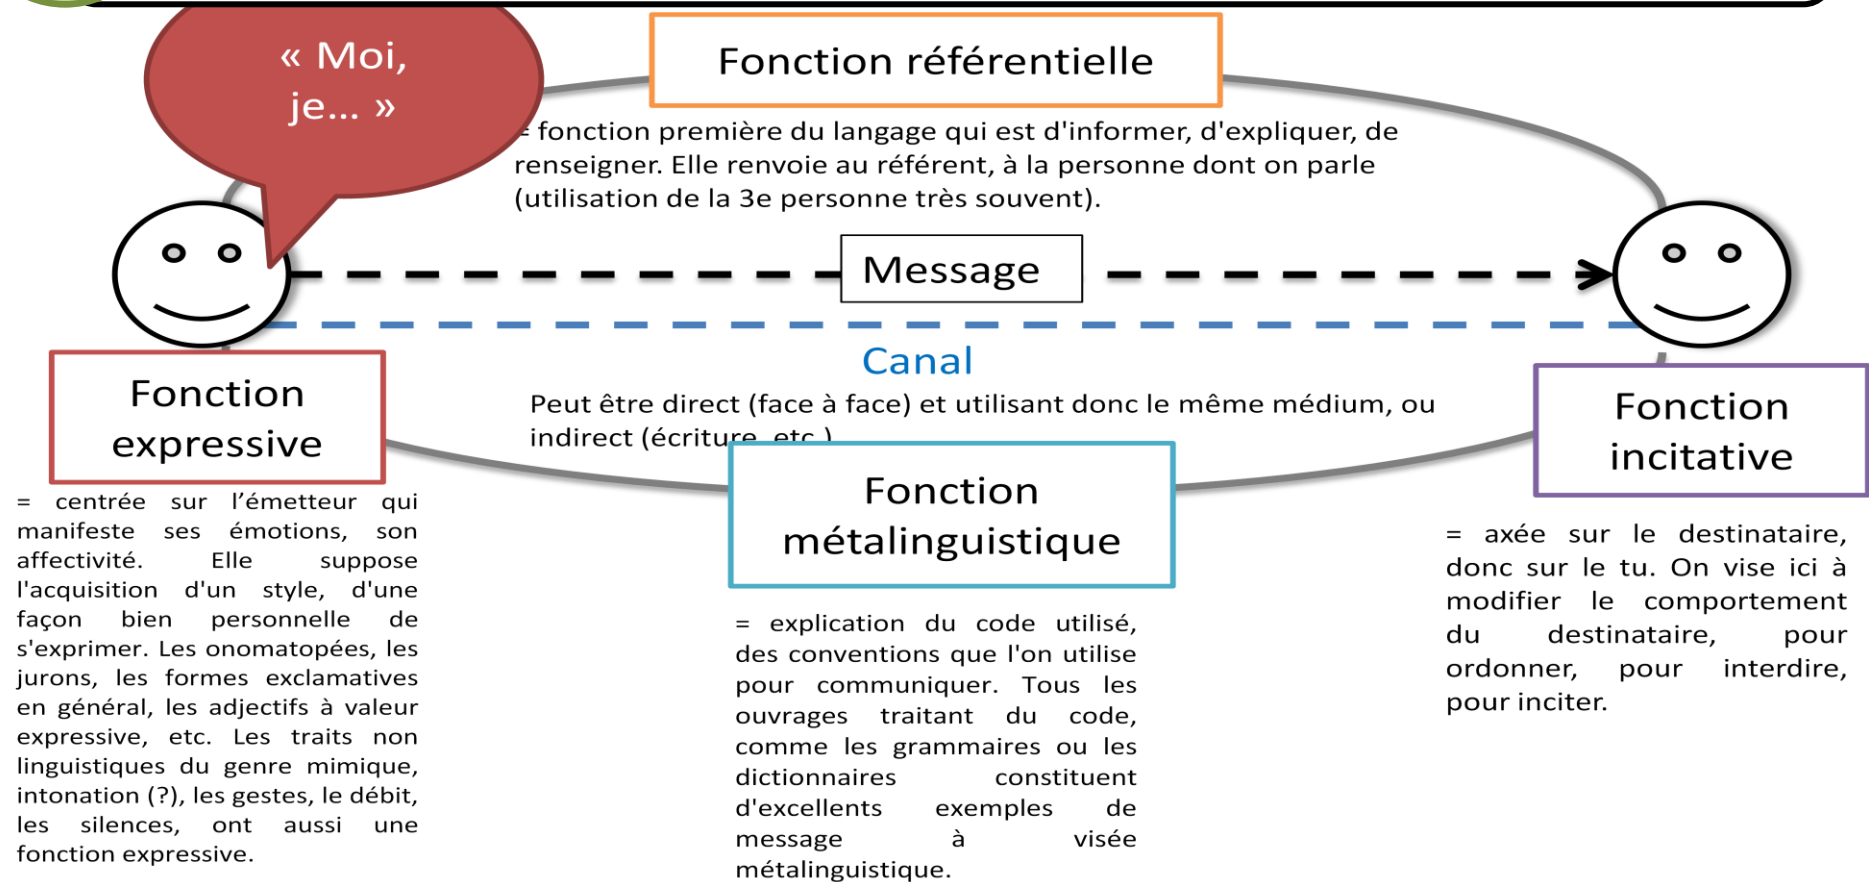 « Moi,
je... »
Fonction référentielle
= fonction première du langage qui est d'informer, d'expliquer, de
renseigner. Elle renvoie au référent, à la personne dont on parle
(utilisation de la 3e personne très souvent).
Message
Canal
Peut être direct (face à face) et utilisant donc le même médium, ou
indirect (écriture, etc.)
Fonction
expressive
= centrée sur l’émetteur qui
manifeste ses émotions, son
affectivité. Elle suppose
l'acquisition d'un style, d'une
façon bien personnelle de
s'exprimer. Les onomatopées, les
jurons, les formes exclamatives
en général, les adjectifs à valeur
expressive, etc. Les traits non
linguistiques du genre mimique,
intonation (?), les gestes, le débit,
les silences, ont aussi une
fonction expressive.
Fonction
métalinguistique
= explication du code utilisé,
des conventions que l'on utilise
pour communiquer. Tous les
ouvrages traitant du code,
comme les grammaires ou les
dictionnaires constituent
d'excellents exemples de
message à visée
métalinguistique.
Fonction
incitative
= axée sur le destinataire,
donc sur le tu. On vise ici à
modifier le comportement
du destinataire, pour
ordonner, pour interdire,
pour inciter.